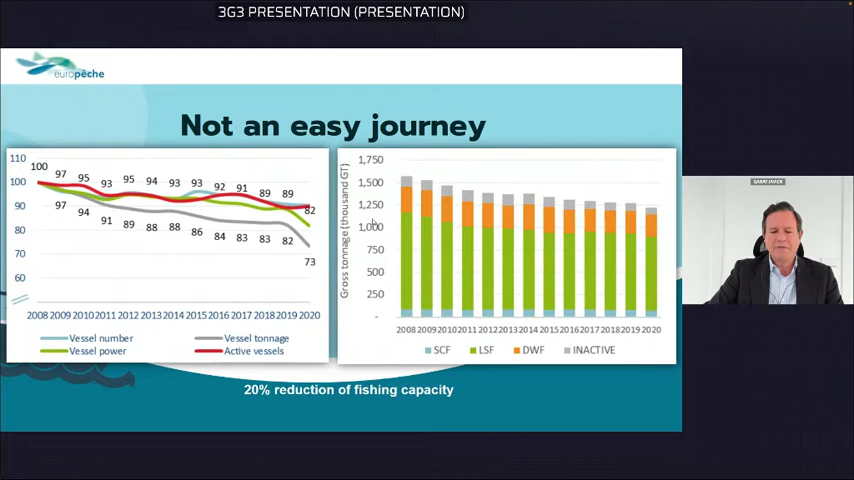 3G3 PRESENTATION (PRESENTATION)
europêche
Not an easy journey
110
100
90
80
70
60
100
97
95
93
95
94
93
93
92
91
89
89
82
97
94
91
89
88
88
86
84
83
83
82
73
2008 2009 2010 2011 2012 2013 2014 2015 2016 2017 2018 2019 2020
Vessel number
Vessel tonnage
Vessel power
Active vessels
Gross tonnage (thousand GT)
1,750
1,500
1,250
1,000
750
500
250
-
2008 2009 2010 2011 2012 2013 2014 2015 2016 2017 2018 2019 2020
SCF
LSF
DWF
INACTIVE
20% reduction of fishing capacity